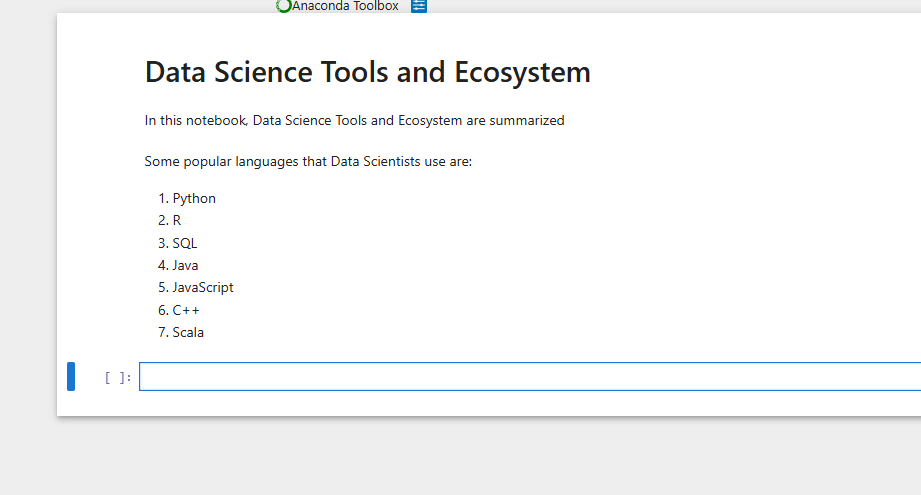 Anaconda Toolbox
Data Science Tools and Ecosystem
In this notebook, Data Science Tools and Ecosystem are summarized
Some popular languages that Data Scientists use are:
1. Python
2. R
3. SQL
4. Java
5. JavaScript
6. C++
7. Scala
[ ]: